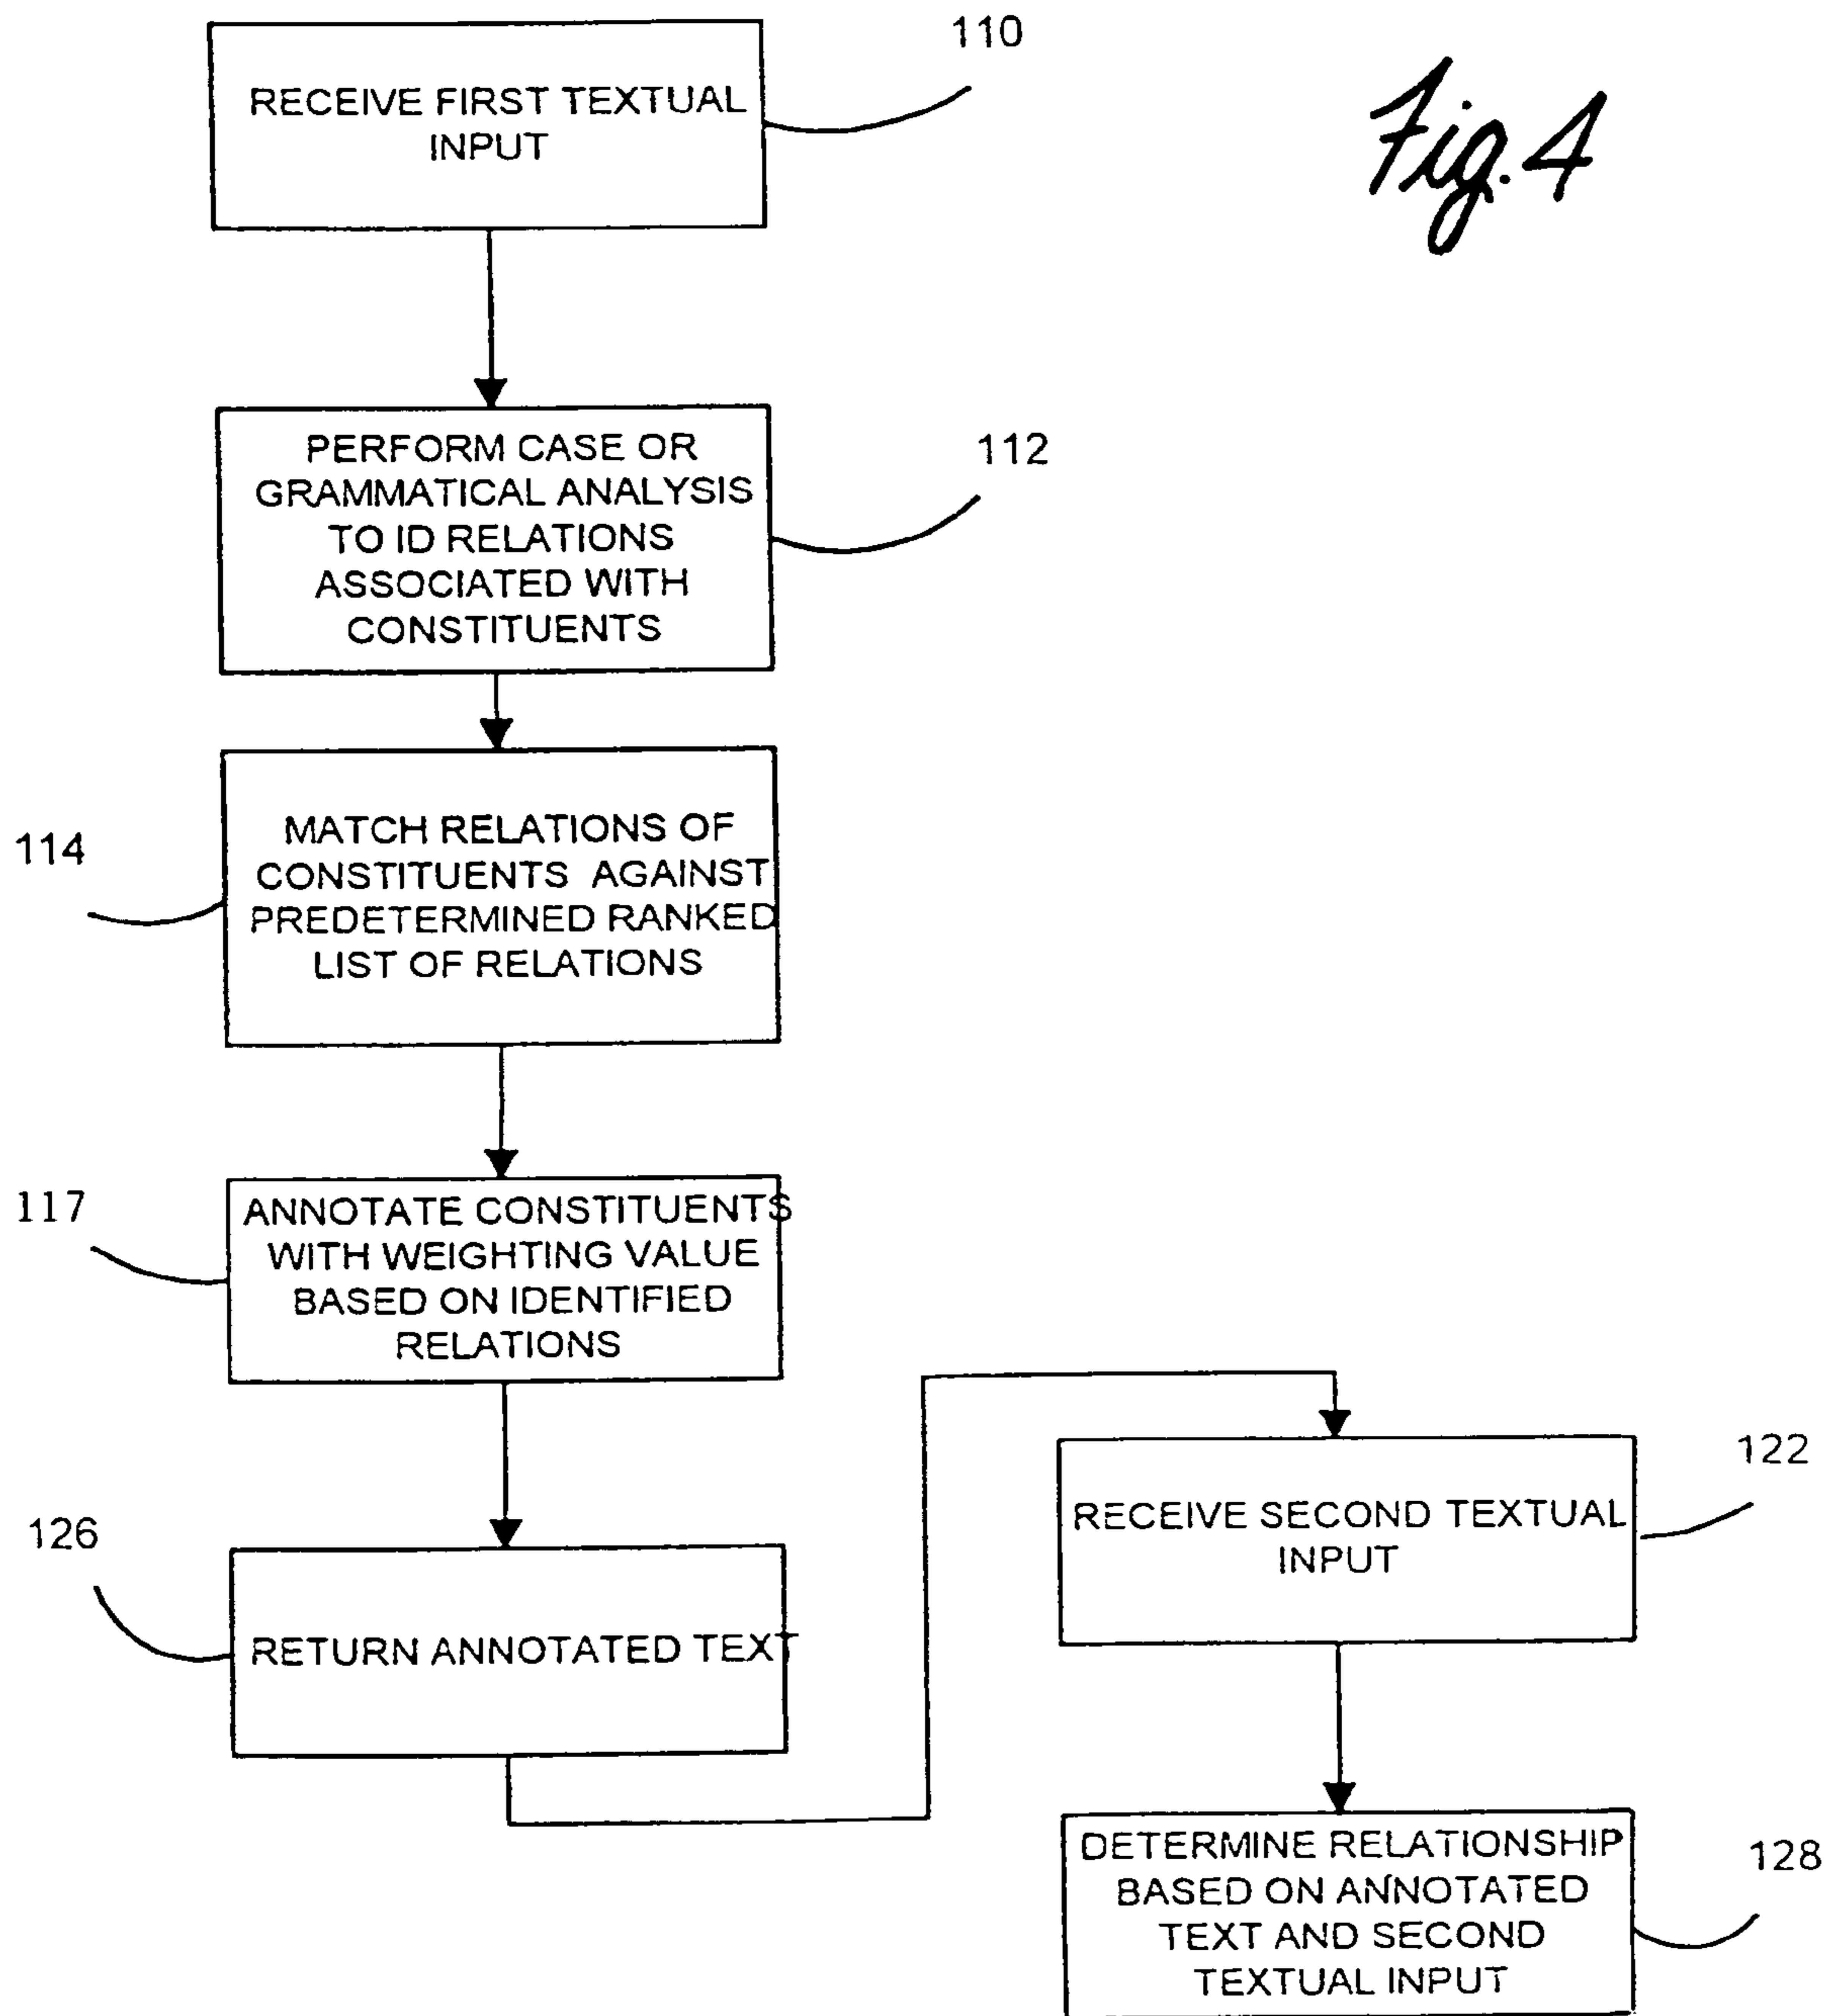 110
Fig. 4
RECEIVE FIRST TEXTUAL
INPUT
112
PERFORM CASE OR
GRAMMATICAL ANALYSIS
TO ID RELATIONS
ASSOCIATED WITH
CONSTITUENTS
114
MATCH RELATIONS OF
CONSTITUENTS AGAINST
PREDETERMINED RANKED
LIST OF RELATIONS
117
ANNOTATE CONSTITUENTS
WITH WEIGHTING VALUE
BASED ON IDENTIFIED
RELATIONS
126
RETURN ANNOTATED TEXT
122
RECEIVE SECOND TEXTUAL
INPUT
128
DETERMINE RELATIONSHIP
BASED ON ANNOTATED
TEXT AND SECOND
TEXTUAL INPUT